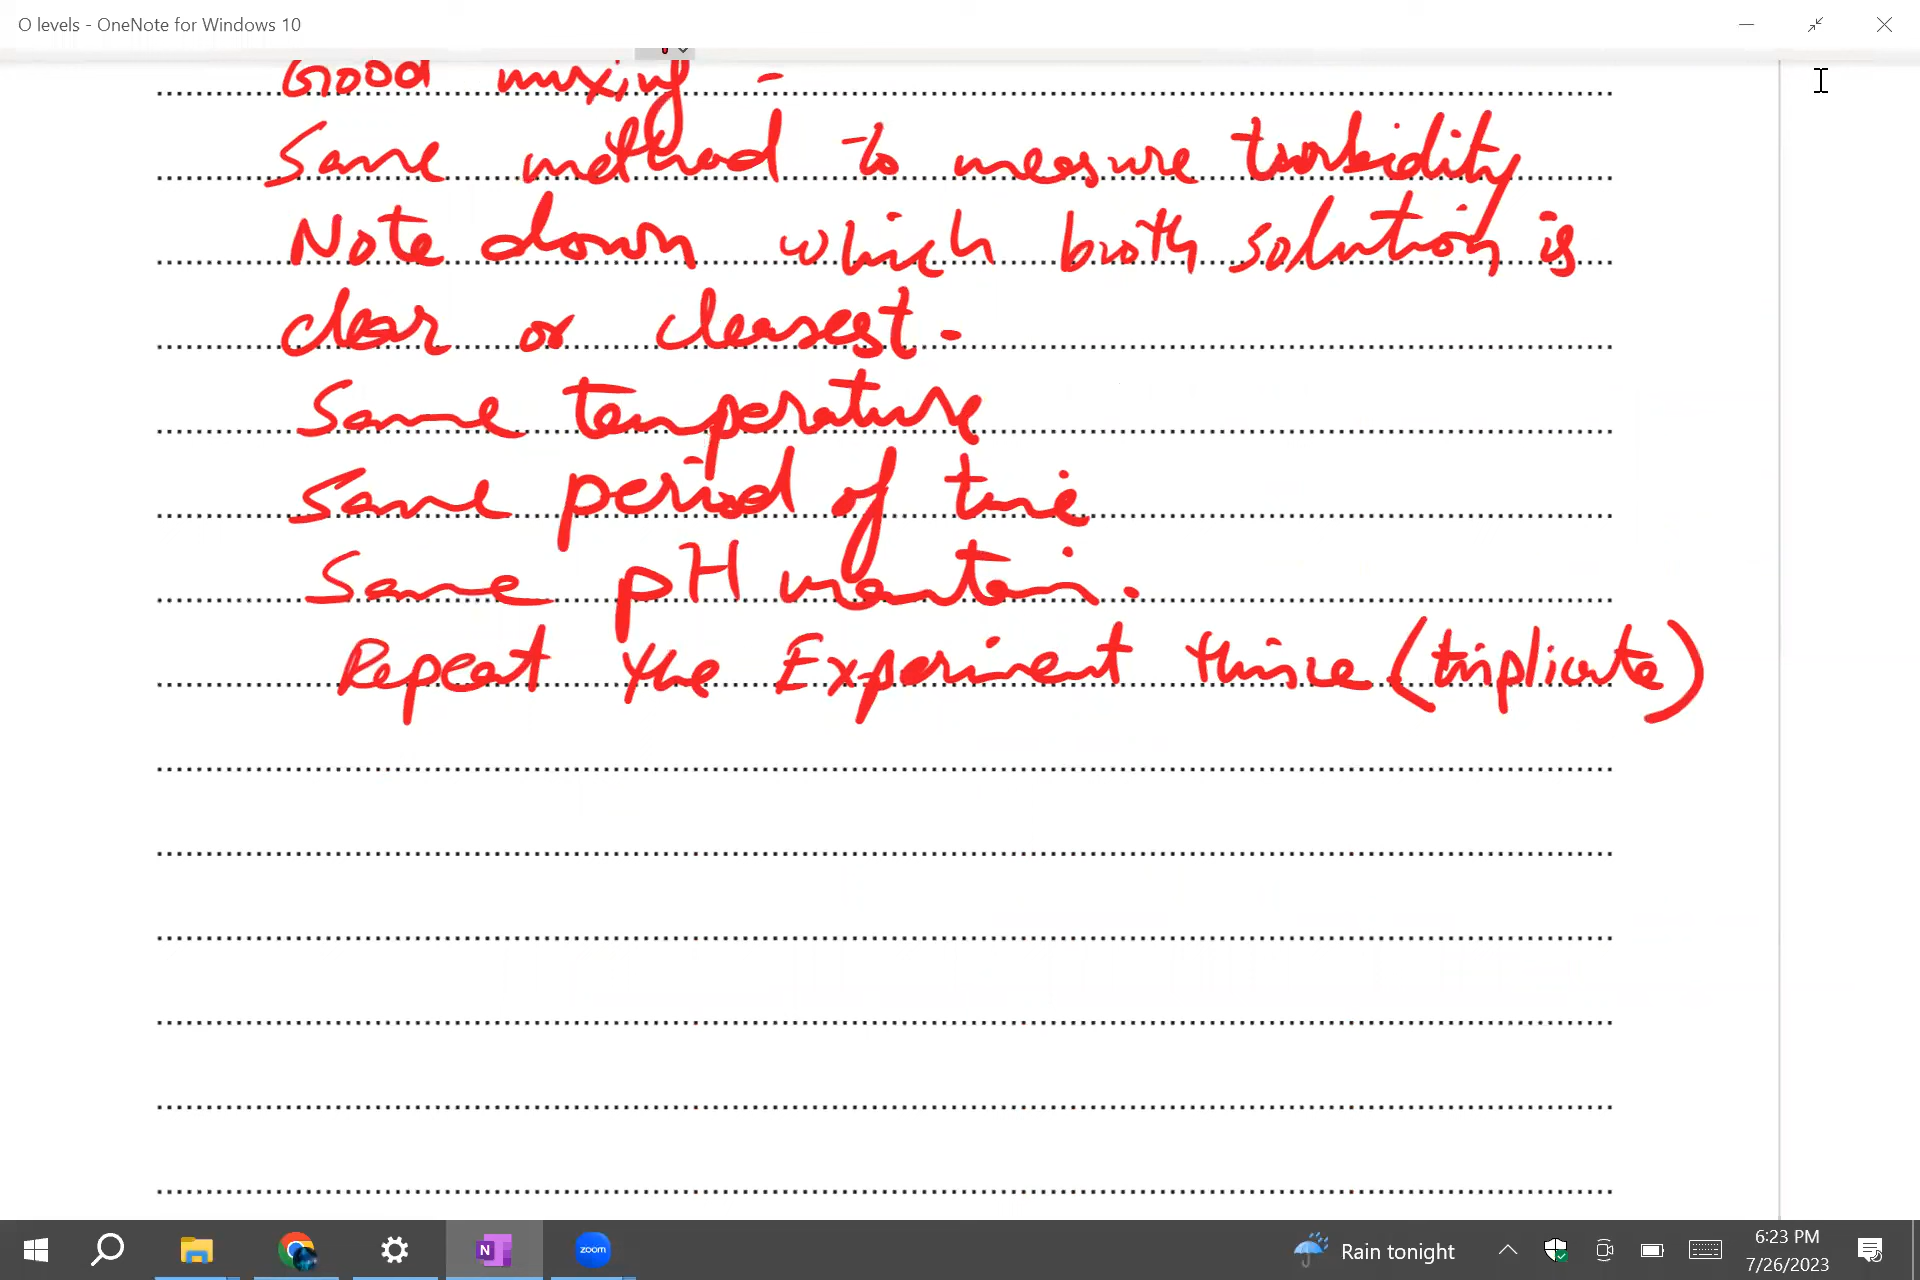 O levels - OneNote for Windows 10
Good mixing -
Same method to measure turbidity
Note down which broth solution is
clear or clearest.
Same temperature
Same period of time
Same pH maintain.
Repeat the Experiment thrice (triplicate)
N
zoom
Rain tonight
6:23 PM
7/26/2023